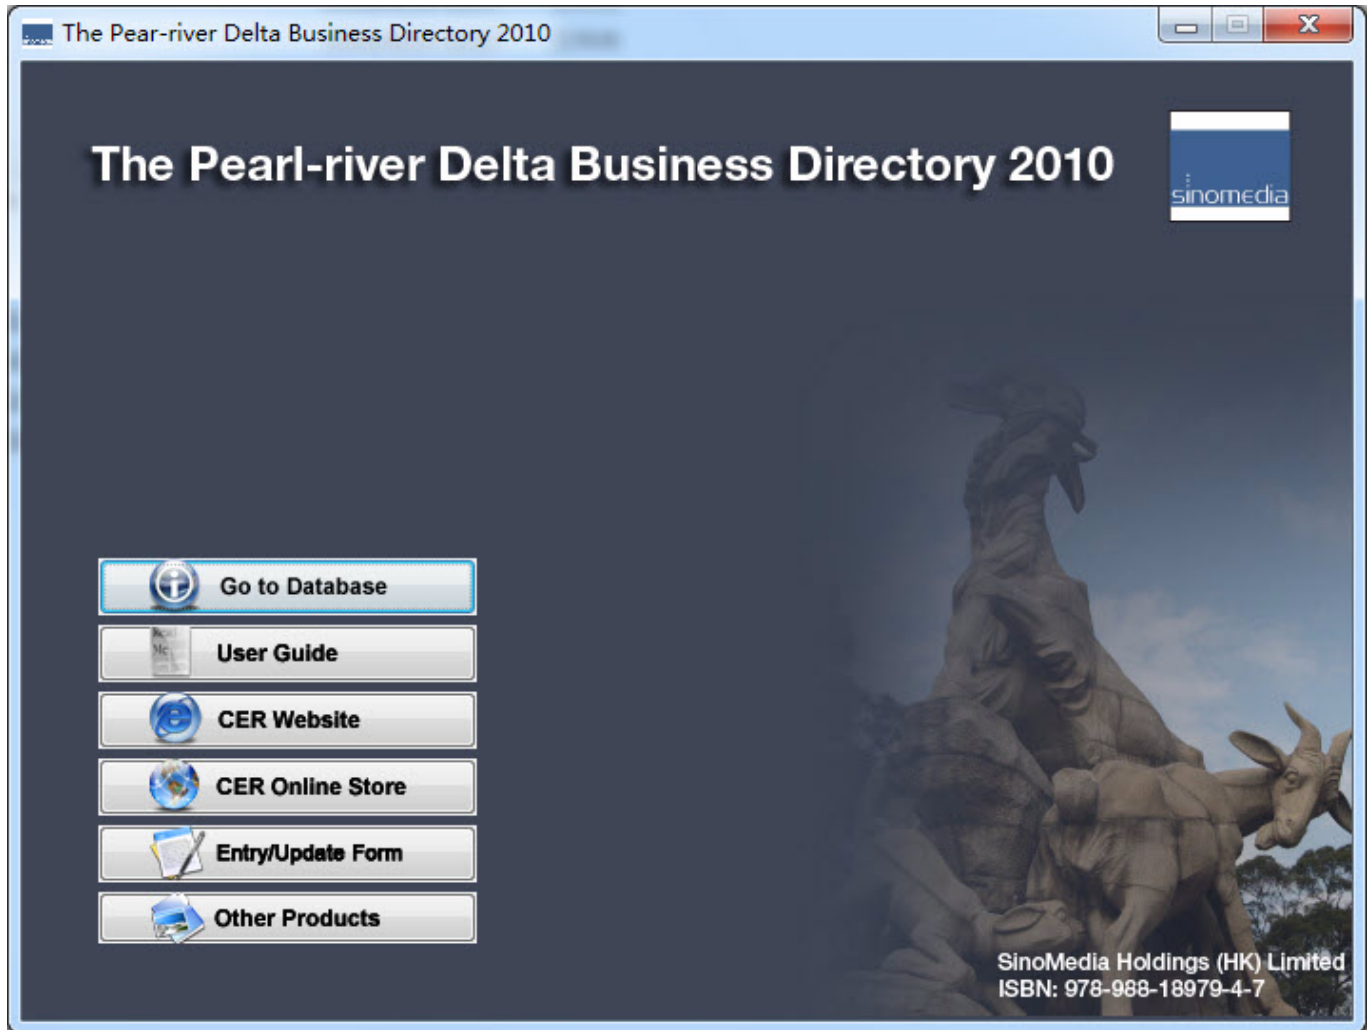 The Pear-river Delta Business Directory 2010
The Pearl-river Delta Business Directory 2010
sinomedia
Go to Database
Read
Me
User Guide
CER Website
CER Online Store
Entry/Update Form
Other Products
SinoMedia Holdings (HK) Limited
ISBN: 978-988-18979-4-7